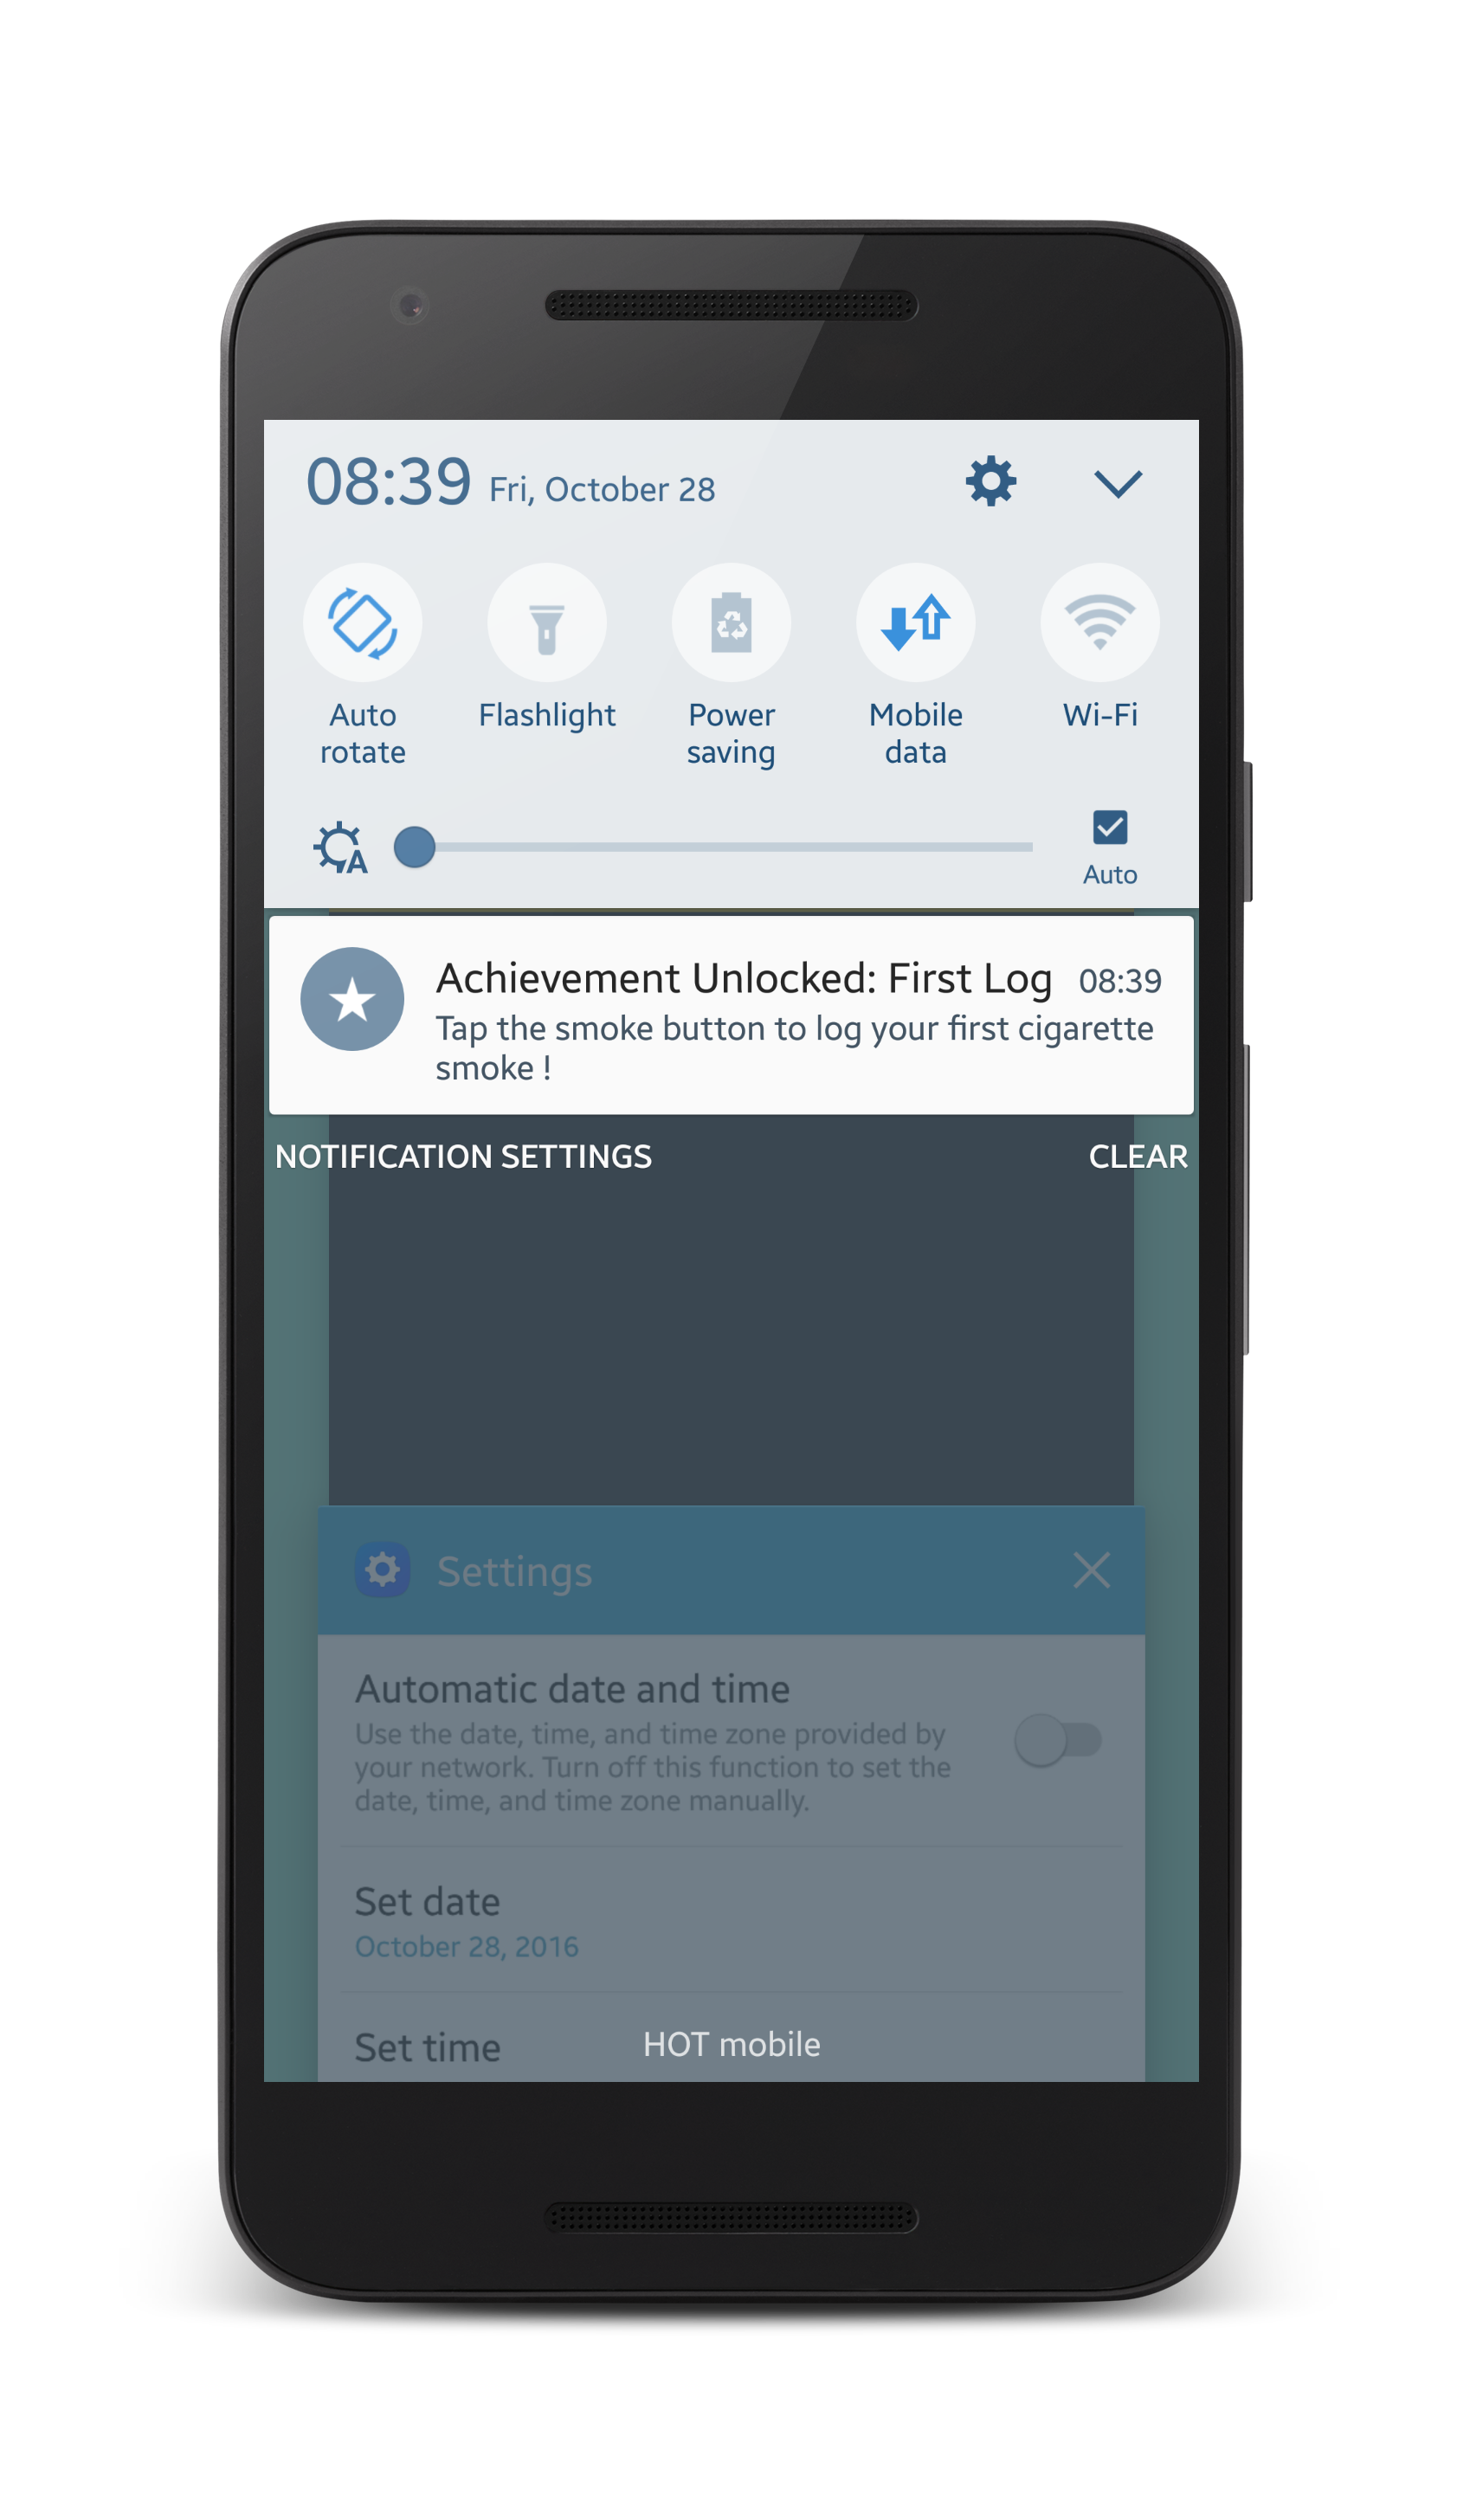 08:39 Fri, October 28
Auto
rotate
Flashlight
Power
saving
Mobile
data
Wi-Fi
A
Auto
Achievement Unlocked: First Log 08:39
Tap the smoke button to log your first cigarette
smoke !
NOTIFICATION SETTINGS CLEAR
Settings
Automatic date and time
Use the date, time, and time zone provided by
your network. Turn off this function to set the
date, time, and time zone manually.
Set date
October 28, 2016
Set time
HOT mobile